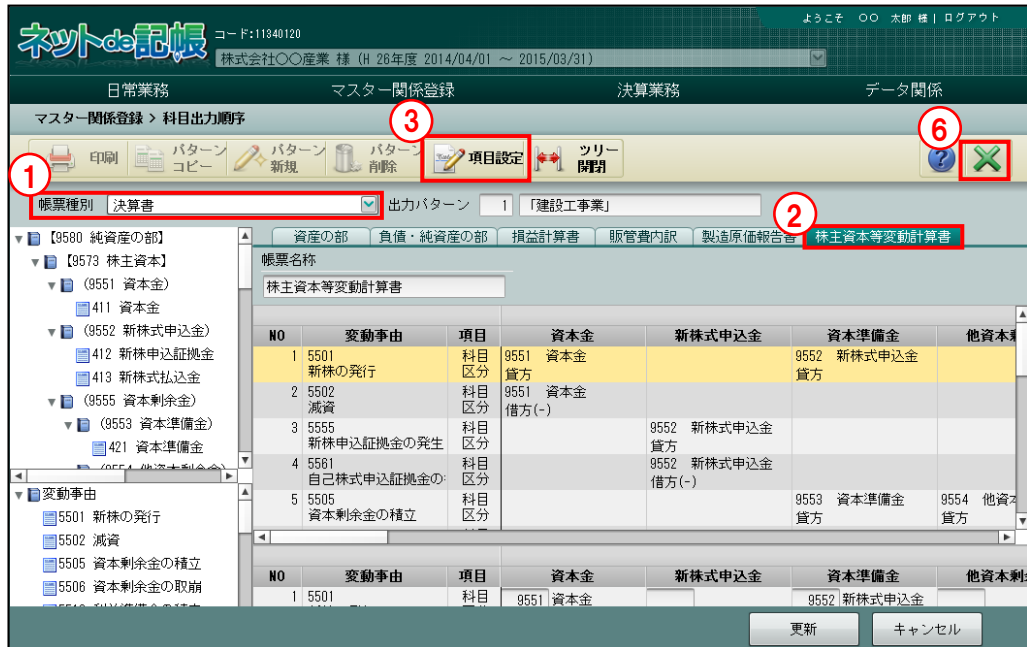 ようこそ 〇〇 太郎 様 | ログアウト
ネットde記帳 コード:11340120
株式会社〇〇産業 様 (H 26年度 2014/04/01 ～ 2015/03/31)
日常業務 マスター関係登録 決算業務 データ関係
マスター関係登録 > 科目出力順序
③ ⑥
印刷 パターンコピー パターン新規 パターン削除 項目設定 ツリー開閉 ?
① ②
帳票種別 決算書 出力パターン 1 「建設工事業」
資産の部 負債・純資産の部 損益計算書 販管費内訳 製造原価報告書 株主資本等変動計算書
【9580 純資産の部】
【9573 株主資本】
(9551 資本金)
411 資本金
(9552 新株式申込金)
412 新株申込証拠金
413 新株式払込金
(9555 資本剰余金)
(9553 資本準備金)
421 資本準備金
変動事由
5501 新株の発行
5502 減資
5505 資本剰余金の積立
5506 資本剰余金の取崩
帳票名称
株主資本等変動計算書
NO 変動事由 項目 資本金 新株式申込金 資本準備金 他資本剰
1 5501 科目 9551 資本金 9552 新株式申込金
新株の発行 区分 貸方 貸方
2 5502 科目 9551 資本金
減資 区分 借方(-)
3 5555 科目 9552 新株式申込金
新株申込証拠金の発生 区分 貸方
4 5561 科目 9552 新株式申込金
自己株式申込証拠金の 区分 借方(-)
5 5505 科目 9553 資本準備金 9554 他資本
資本剰余金の積立 区分 貸方 貸方
NO 変動事由 項目 資本金 新株式申込金 資本準備金 他資本剰
1 5501 科目 9551 資本金 9552 新株式申込金
更新 キャンセル